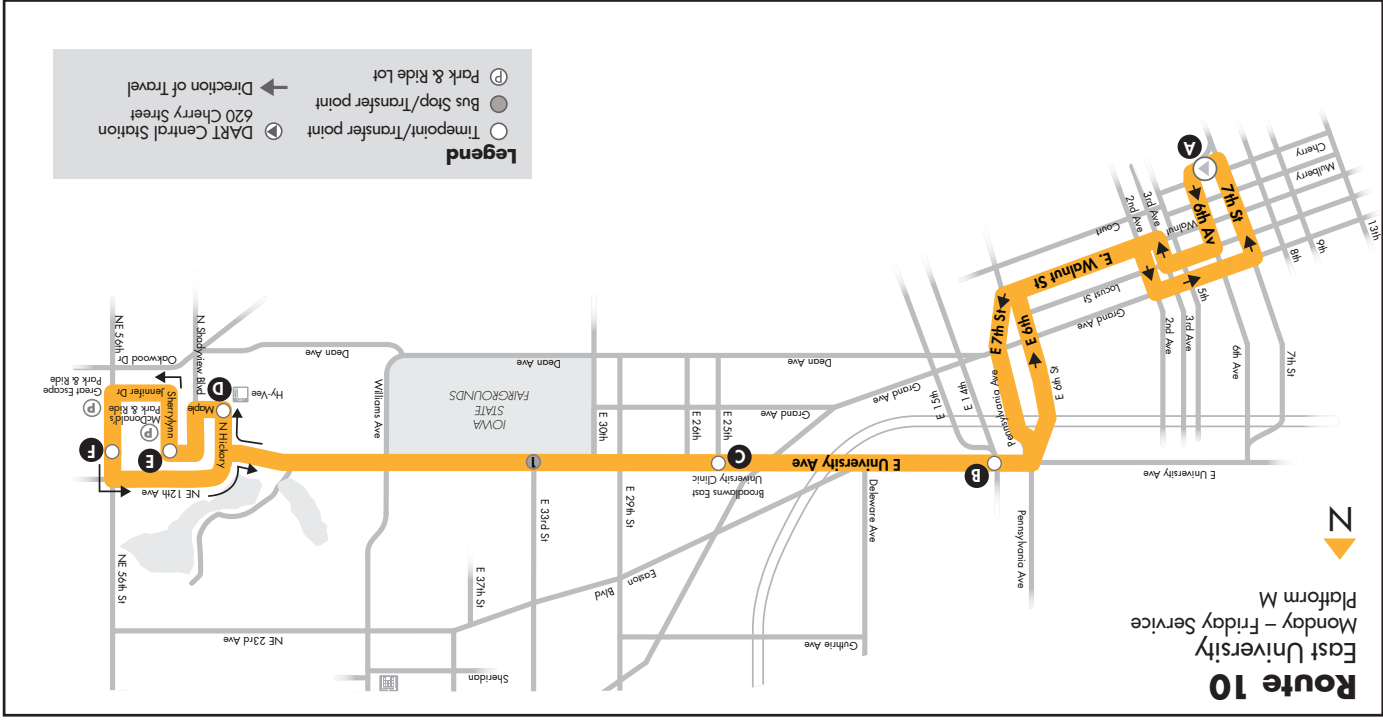 Route 10
East University
Monday – Friday Service
Platform M
N
Legend
Timepoint/Transfer point
Bus Stop/Transfer point
Park & Ride Lot
DART Central Station
620 Cherry Street
Direction of Travel
A
B
C
D
E
F
1
Cherry
Mulberry
Walnut
Court
13th
9th
8th
7th St
6th Av
2nd Ave
3rd Ave
5th
2nd Ave
3rd Ave
6th Ave
7th St
E. Walnut St
Locust St
Grand Ave
E 7th St
E 6th
E 6th St
Pennsylvania Ave
Pennsylvania Ave
E 14th
E 15th
Grand Ave
Grand Ave
Dean Ave
Dean Ave
Dean Ave
E University Ave
E University Ave
Deleware Ave
Guthrie Ave
Broadlawns East
University Clinic
E 25th
E 26th
E 30th
E 29th St
Easton
Blvd
E 33rd St
E 37th St
Sheridan
NE 23rd Ave
IOWA
STATE
FAIRGROUNDS
Williams Ave
Hy-Vee
N Hickory
Maple
N Shadyview Blvd
Sherrylynn
Jennifer Dr
Oakwood Dr
McDonald's
Park & Ride
P
Great Escape
Park & Ride
P
P
NE 12th Ave
NE 56th
NE 56th St